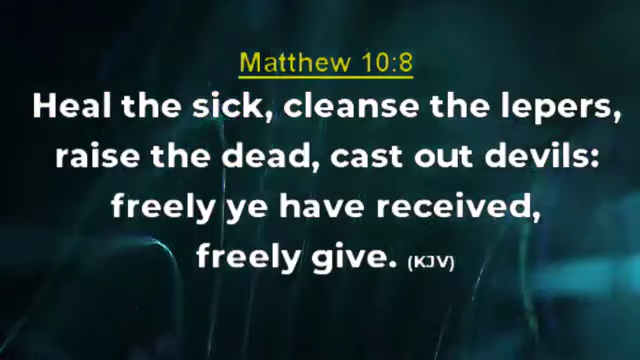 Matthew 10:8
Heal the sick, cleanse the lepers,
raise the dead, cast out devils:
freely ye have received,
freely give. (KJV)